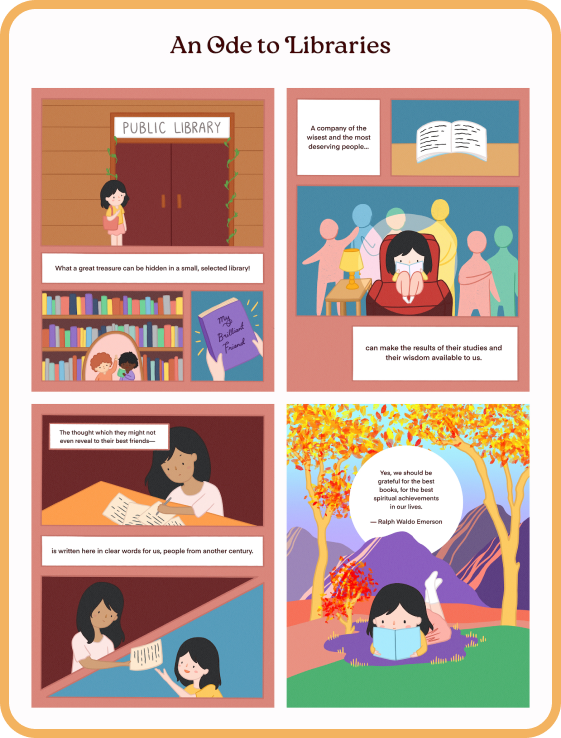 An Ode to Libraries
PUBLIC LIBRARY
What a great treasure can be hidden in a small, selected library!
My
Brilliant
Friend
A company of the
wisest and the most
deserving people...
can make the results of their studies and
their wisdom available to us.
The thought which they might not
even reveal to their best friends—
is written here in clear words for us, people from another century.
Yes, we should be
grateful for the best
books, for the best
spiritual achievements
in our lives.
— Ralph Waldo Emerson